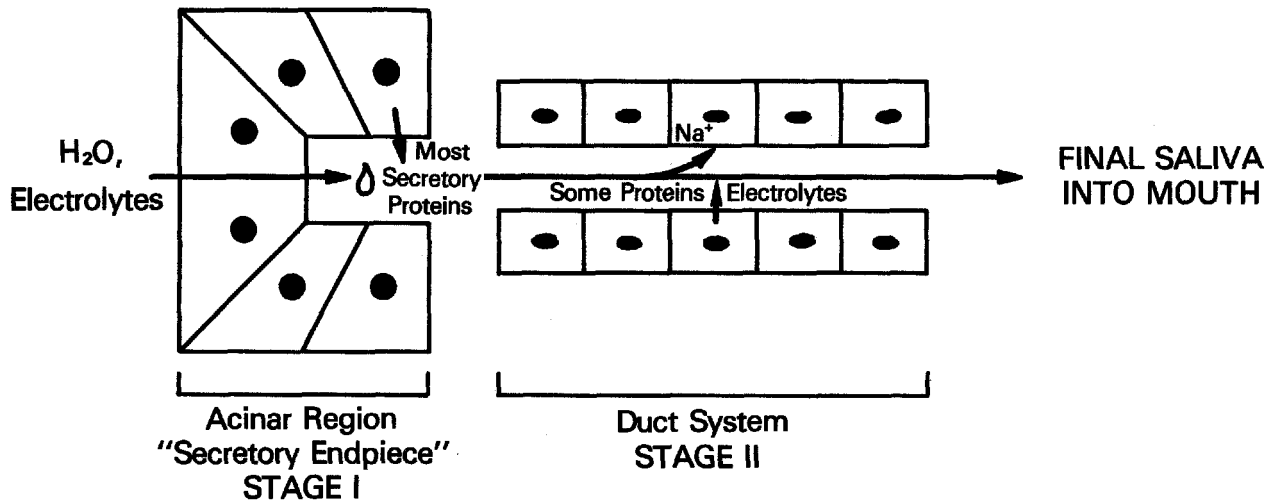 H₂O,
Electrolytes
Most
Secretory
Proteins
Na⁺
Some Proteins
Electrolytes
FINAL SALIVA
INTO MOUTH
Acinar Region
"Secretory Endpiece"
STAGE I
Duct System
STAGE II